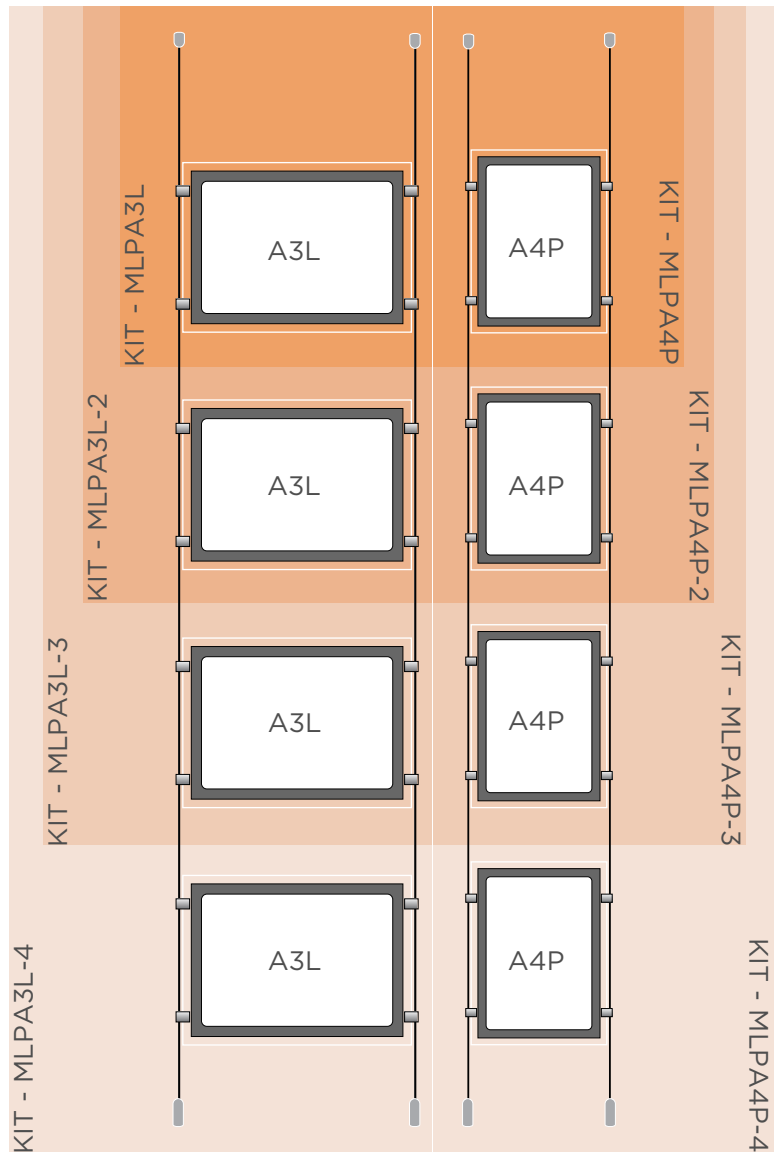 KIT - MLPA3L
A3L
A4P
KIT - MLPA4P
KIT - MLPA3L-2
A3L
A4P
KIT - MLPA4P-2
KIT - MLPA3L-3
A3L
A4P
KIT - MLPA4P-3
KIT - MLPA3L-4
A3L
A4P
KIT - MLPA4P-4